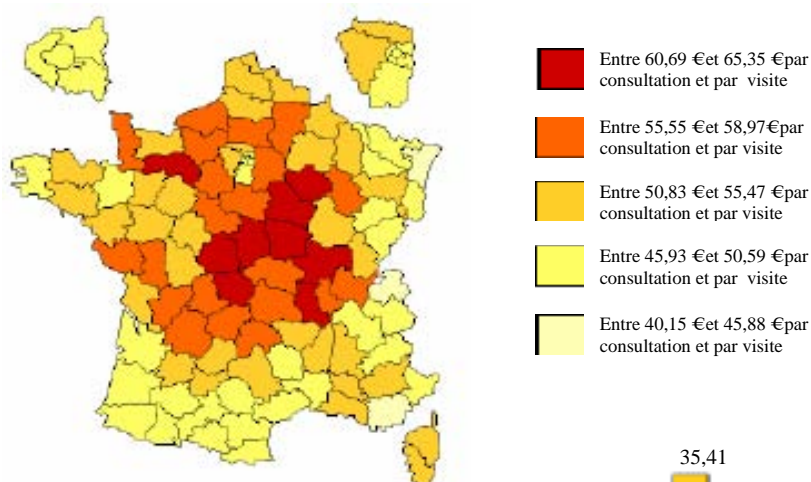 Entre 60,69 €et 65,35 €par
consultation et par visite
Entre 55,55 €et 58,97€par
consultation et par visite
Entre 50,83 €et 55,47 €par
consultation et par visite
Entre 45,93 €et 50,59 €par
consultation et par visite
Entre 40,15 €et 45,88 €par
consultation et par visite
35,41